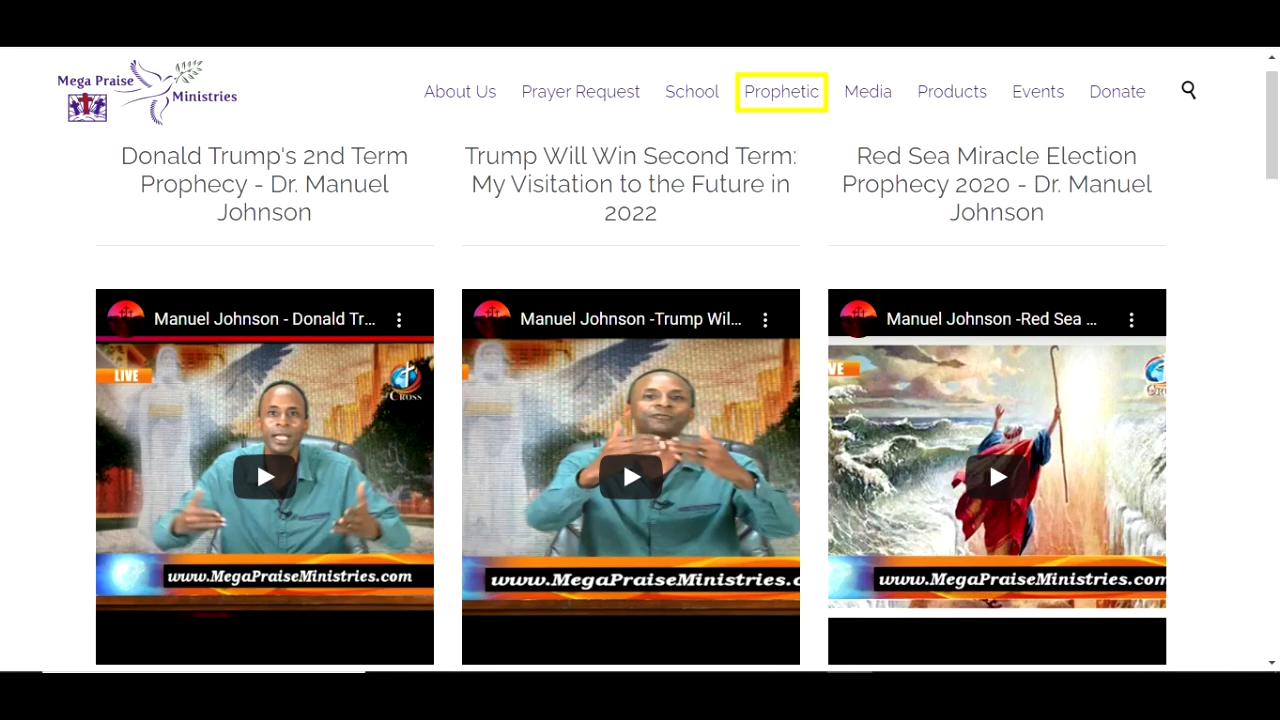 Mega Praise
Ministries
About Us
Prayer Request
School
Prophetic
Media
Products
Events
Donate
Donald Trump's 2nd Term
Prophecy - Dr. Manuel
Johnson
Trump Will Win Second Term:
My Visitation to the Future in
2022
Red Sea Miracle Election
Prophecy 2020 - Dr. Manuel
Johnson
Manuel Johnson - Donald Tr...
LIVE
CROSS
www.MegaPraiseMinistries.com
Manuel Johnson -Trump Wil...
www.MegaPraiseMinistries.c
Manuel Johnson -Red Sea ...
VE
www.MegaPraiseMinistries.com